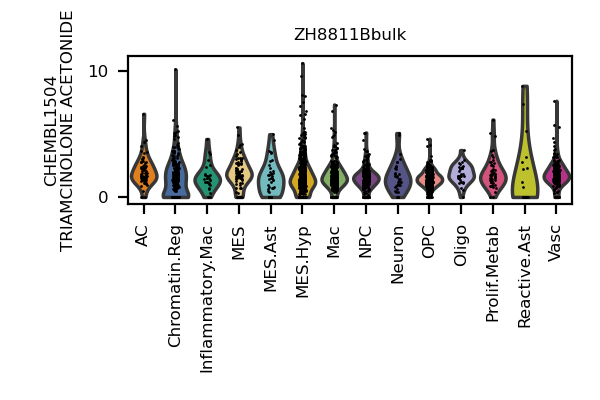 ZH8811Bbulk
CHEMBL1504
TRIAMCINOLONE ACETONIDE
10
0
AC
Chromatin.Reg
Inflammatory.Mac
MES
MES.Ast
MES.Hyp
Mac
NPC
Neuron
OPC
Oligo
Prolif.Metab
Reactive.Ast
Vasc